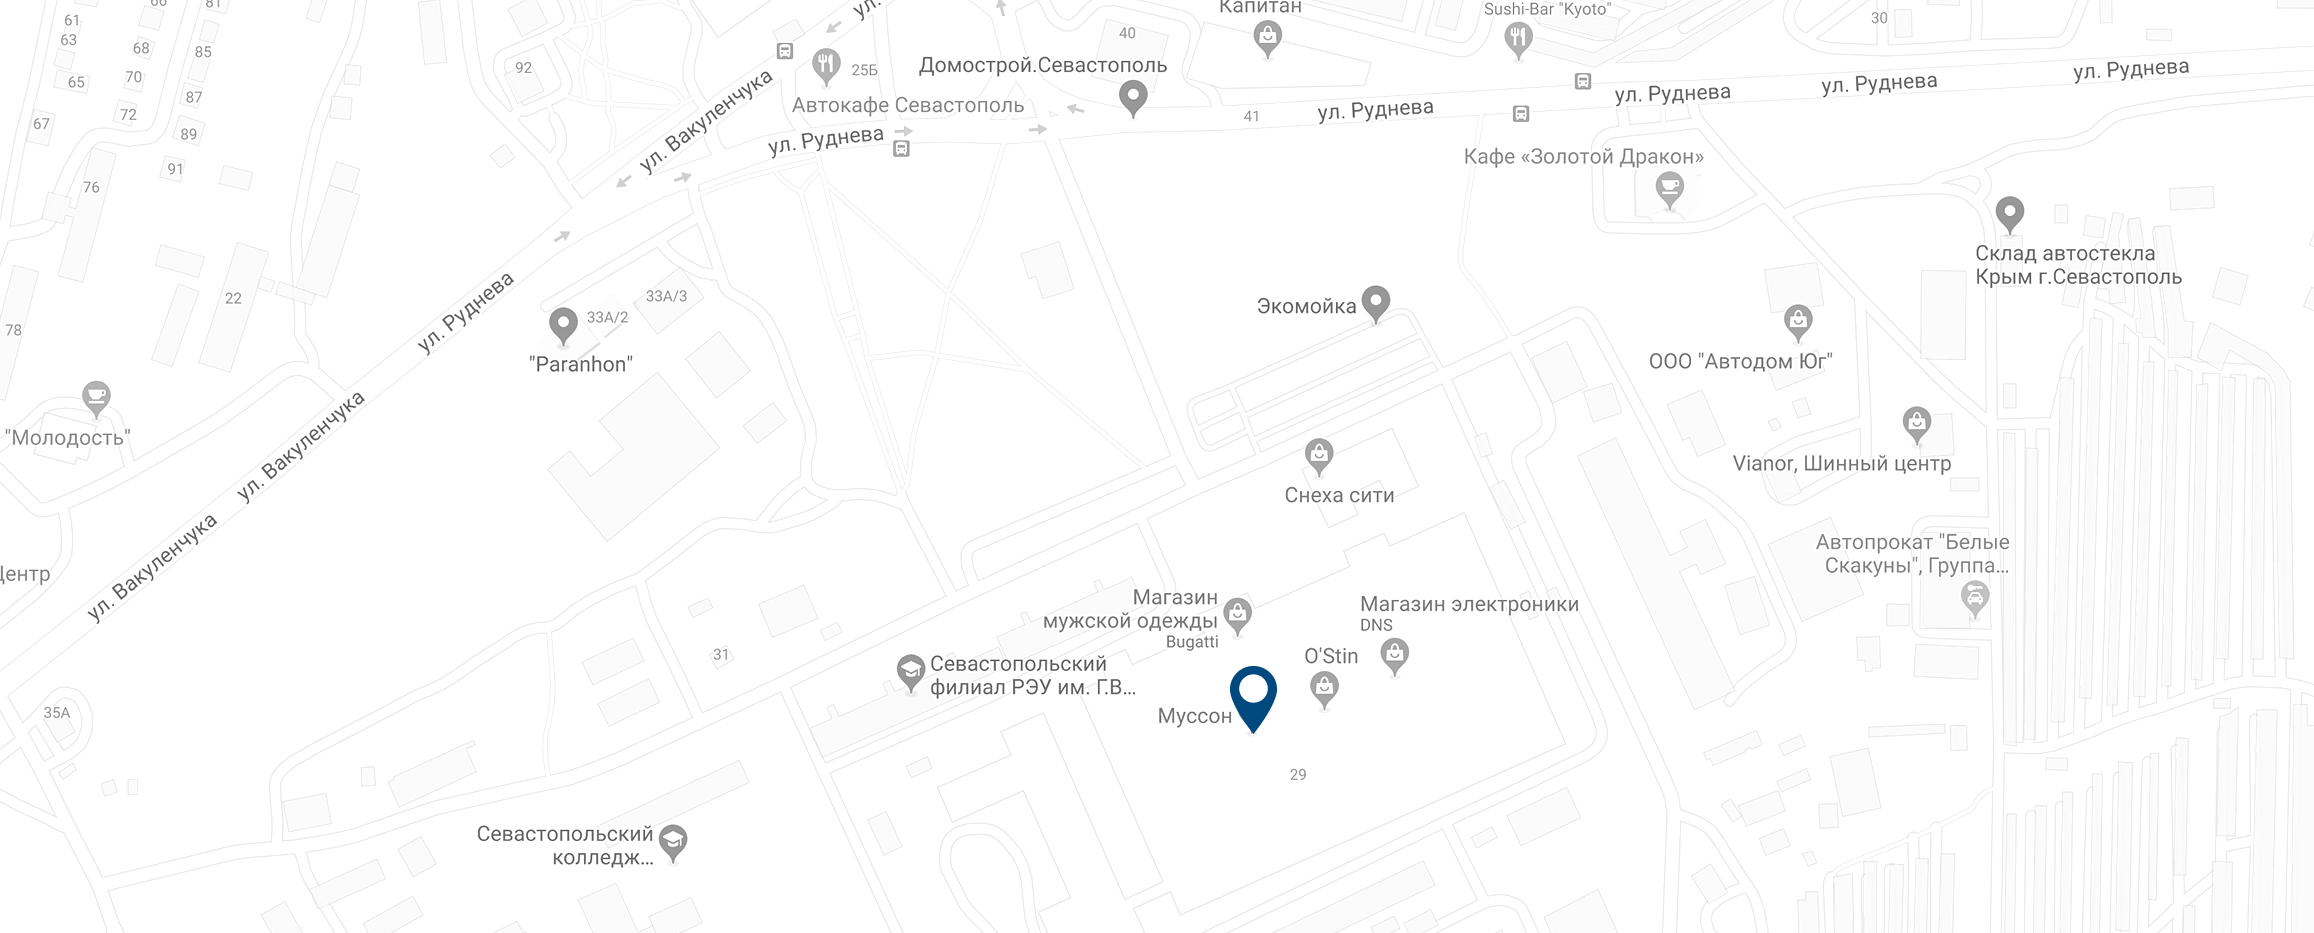 66
81
61
63
68
85
65
70
87
67
72
89
76
91
92
ул.
25Б
40
Капитан
Sushi-Bar "Kyoto"
30
Домострой.Севастополь
Автокафе Севастополь
ул. Вакуленчука
ул. Руднева
41
ул. Руднева
ул. Руднева
ул. Руднева
ул. Руднева
Кафе «Золотой Дракон»
22
78
ул. Руднева
33А/3
33А/2
"Paranhon"
Экомойка
Склад автостекла
Крым г.Севастополь
ООО "Автодом Юг"
"Молодость"
ул. Вакуленчука
Снеха сити
Vianor, Шинный центр
ул. Вакуленчука
Центр
Автопрокат "Белые
Скакуны", Группа...
Магазин
мужской одежды
Bugatti
Магазин электроники
DNS
O'Stin
31
Севастопольский
филиал РЭУ им. Г.В...
Муссон
35А
29
Севастопольский
колледж...